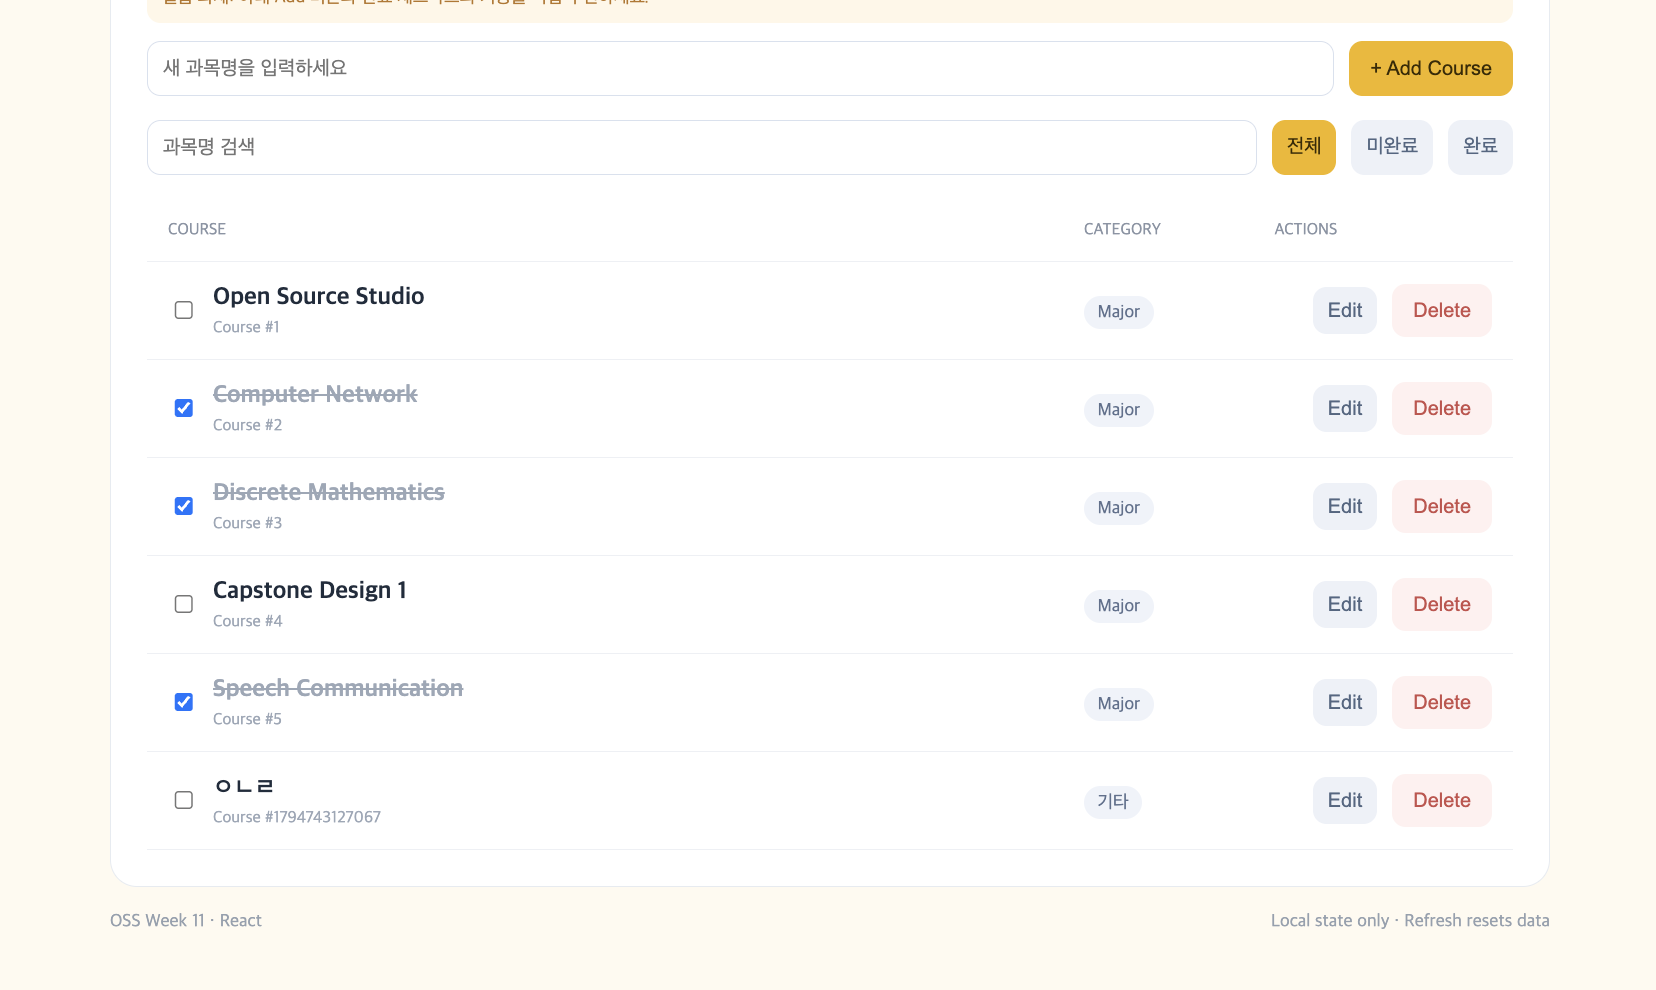 새 과목명을 입력하세요
+ Add Course
과목명 검색
전체 미완료 완료
COURSE CATEGORY ACTIONS
Open Source Studio
Course #1
Major Edit Delete
Computer Network
Course #2
Major Edit Delete
Discrete Mathematics
Course #3
Major Edit Delete
Capstone Design 1
Course #4
Major Edit Delete
Speech Communication
Course #5
Major Edit Delete
ㅇㄴㄹ
Course #1794743127067
기타 Edit Delete
OSS Week 11 · React
Local state only · Refresh resets data